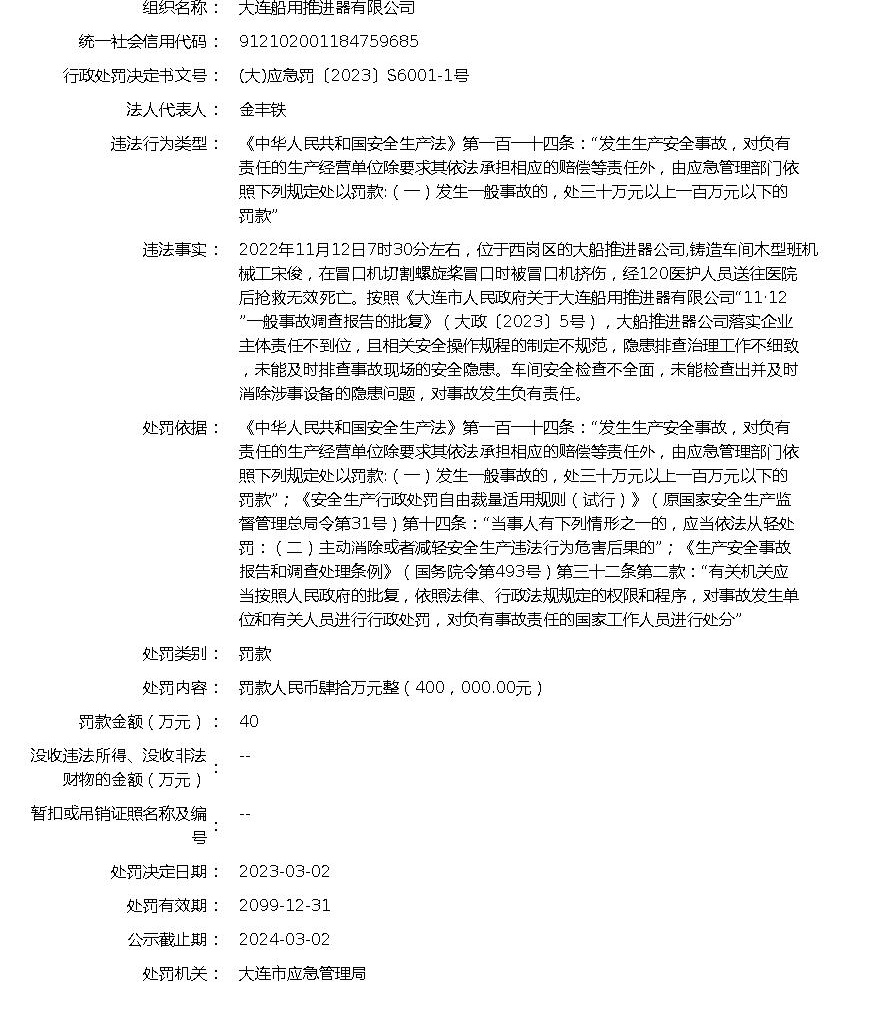 组织名称： 大连船用推进器有限公司
统一社会信用代码： 912102001184759685
行政处罚决定书文号： (大)应急罚〔2023〕S6001-1号
法人代表人： 金丰铁
违法行为类型： 《中华人民共和国安全生产法》第一百一十四条：“发生生产安全事故，对负有
责任的生产经营单位除要求其依法承担相应的赔偿等责任外，由应急管理部门依
照下列规定处以罚款:（一）发生一般事故的，处三十万元以上一百万元以下的
罚款”
违法事实： 2022年11月12日7时30分左右，位于西岗区的大船推进器公司,铸造车间木型班机
械工宋俊，在冒口机切割螺旋桨冒口时被冒口机挤伤，经120医护人员送往医院
后抢救无效死亡。按照《大连市人民政府关于大连船用推进器有限公司“11·12
”一般事故调查报告的批复》（大政〔2023〕5号），大船推进器公司落实企业
主体责任不到位，且相关安全操作规程的制定不规范，隐患排查治理工作不细致
，未能及时排查事故现场的安全隐患。车间安全检查不全面，未能检查出并及时
消除涉事设备的隐患问题，对事故发生负有责任。
处罚依据： 《中华人民共和国安全生产法》第一百一十四条：“发生生产安全事故，对负有
责任的生产经营单位除要求其依法承担相应的赔偿等责任外，由应急管理部门依
照下列规定处以罚款:（一）发生一般事故的，处三十万元以上一百万元以下的
罚款”；《安全生产行政处罚自由裁量适用规则（试行）》（原国家安全生产监
督管理总局令第31号）第十四条：“当事人有下列情形之一的，应当依法从轻处
罚：（二）主动消除或者减轻安全生产违法行为危害后果的”；《生产安全事故
报告和调查处理条例》（国务院令第493号）第三十二条第二款：“有关机关应
当按照人民政府的批复，依照法律、行政法规规定的权限和程序，对事故发生单
位和有关人员进行行政处罚，对负有事故责任的国家工作人员进行处分”
处罚类别： 罚款
处罚内容： 罚款人民币肆拾万元整（400，000.00元）
罚款金额（万元）： 40
没收违法所得、没收非法
财物的金额（万元）： --
暂扣或吊销证照名称及编
号： --
处罚决定日期： 2023-03-02
处罚有效期： 2099-12-31
公示截止期： 2024-03-02
处罚机关： 大连市应急管理局